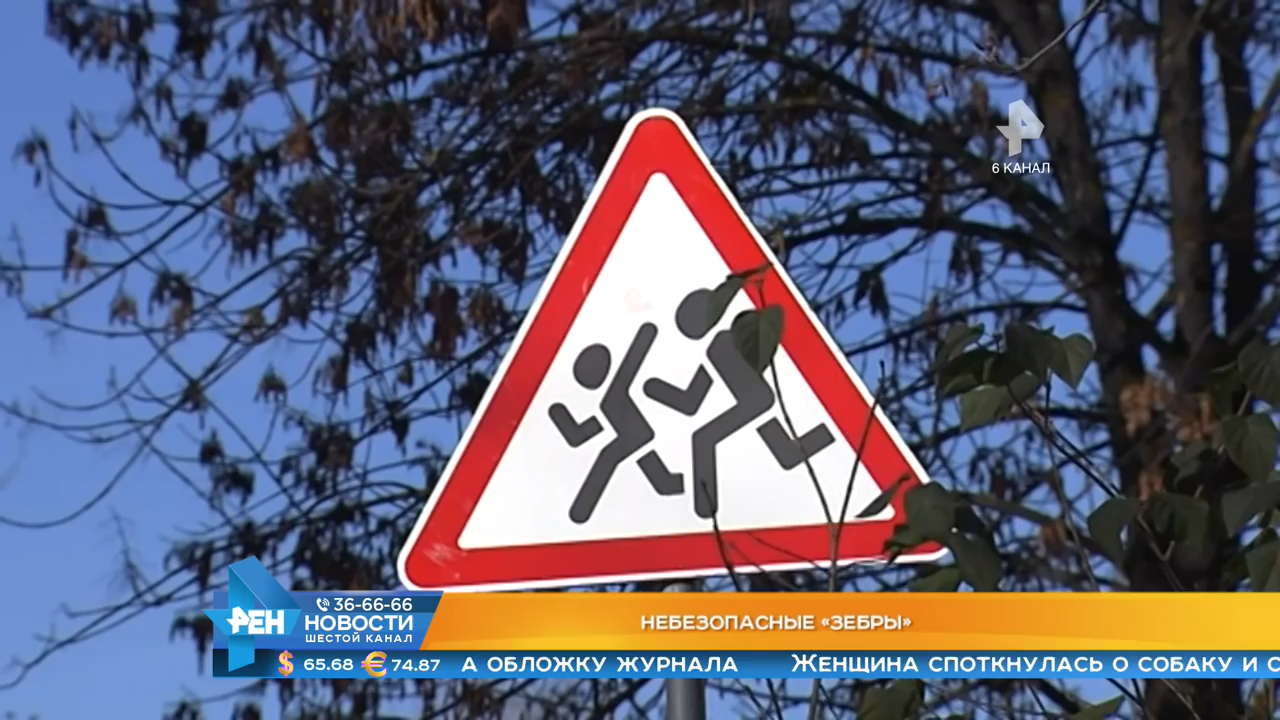 6 КАНАЛ
РЕН
36-66-66
НОВОСТИ
ШЕСТОЙ КАНАЛ
НЕБЕЗОПАСНЫЕ «ЗЕБРЫ»
$ 65.68 € 74.87 А ОБЛОЖКУ ЖУРНАЛА ЖЕНЩИНА СПОТКНУЛАСЬ О СОБАКУ И С